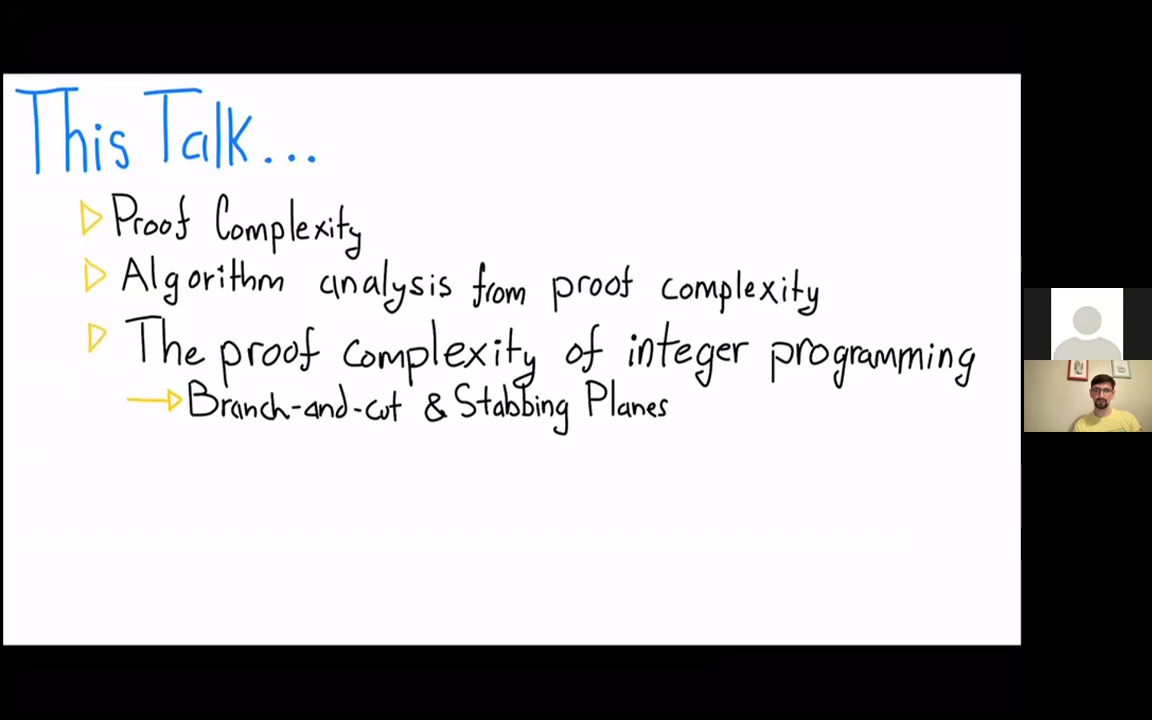 This Talk...
▷ Proof Complexity
▷ Algorithm analysis from proof complexity
▷ The proof complexity of integer programming
→ Branch-and-cut & Stabbing Planes